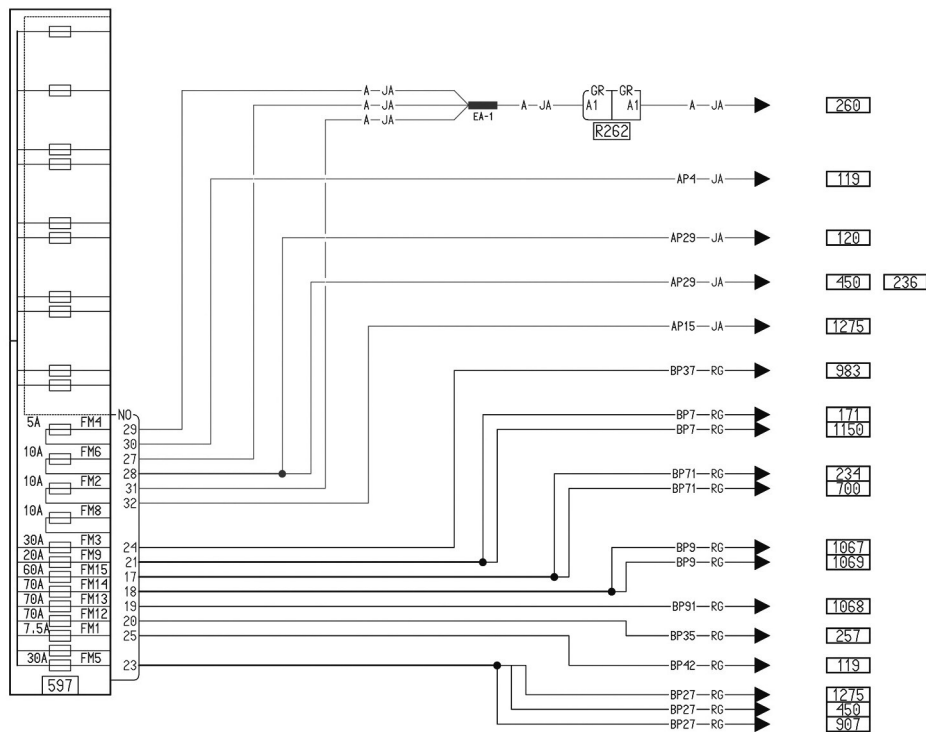 A JA
A JA
A JA
EA-1
A JA
GR GR
A1 A1
R262
A JA
260
AP4 JA
119
AP29 JA
120
AP29 JA
450 236
AP15 JA
1275
BP37 RG
983
NO
5A FM4 29
BP7 RG
171
30
BP7 RG
1150
10A FM6 27
28
BP71 RG
234
10A FM2 31
BP71 RG
700
32
10A FM8
30A FM3 24
BP9 RG
1067
20A FM9 21
BP9 RG
1069
60A FM15 17
70A FM14 18
70A FM13 19
BP91 RG
1068
70A FM12 20
7.5A FM1 25
BP35 RG
257
30A FM5 23
BP42 RG
119
597
BP27 RG
1275
BP27 RG
450
BP27 RG
907